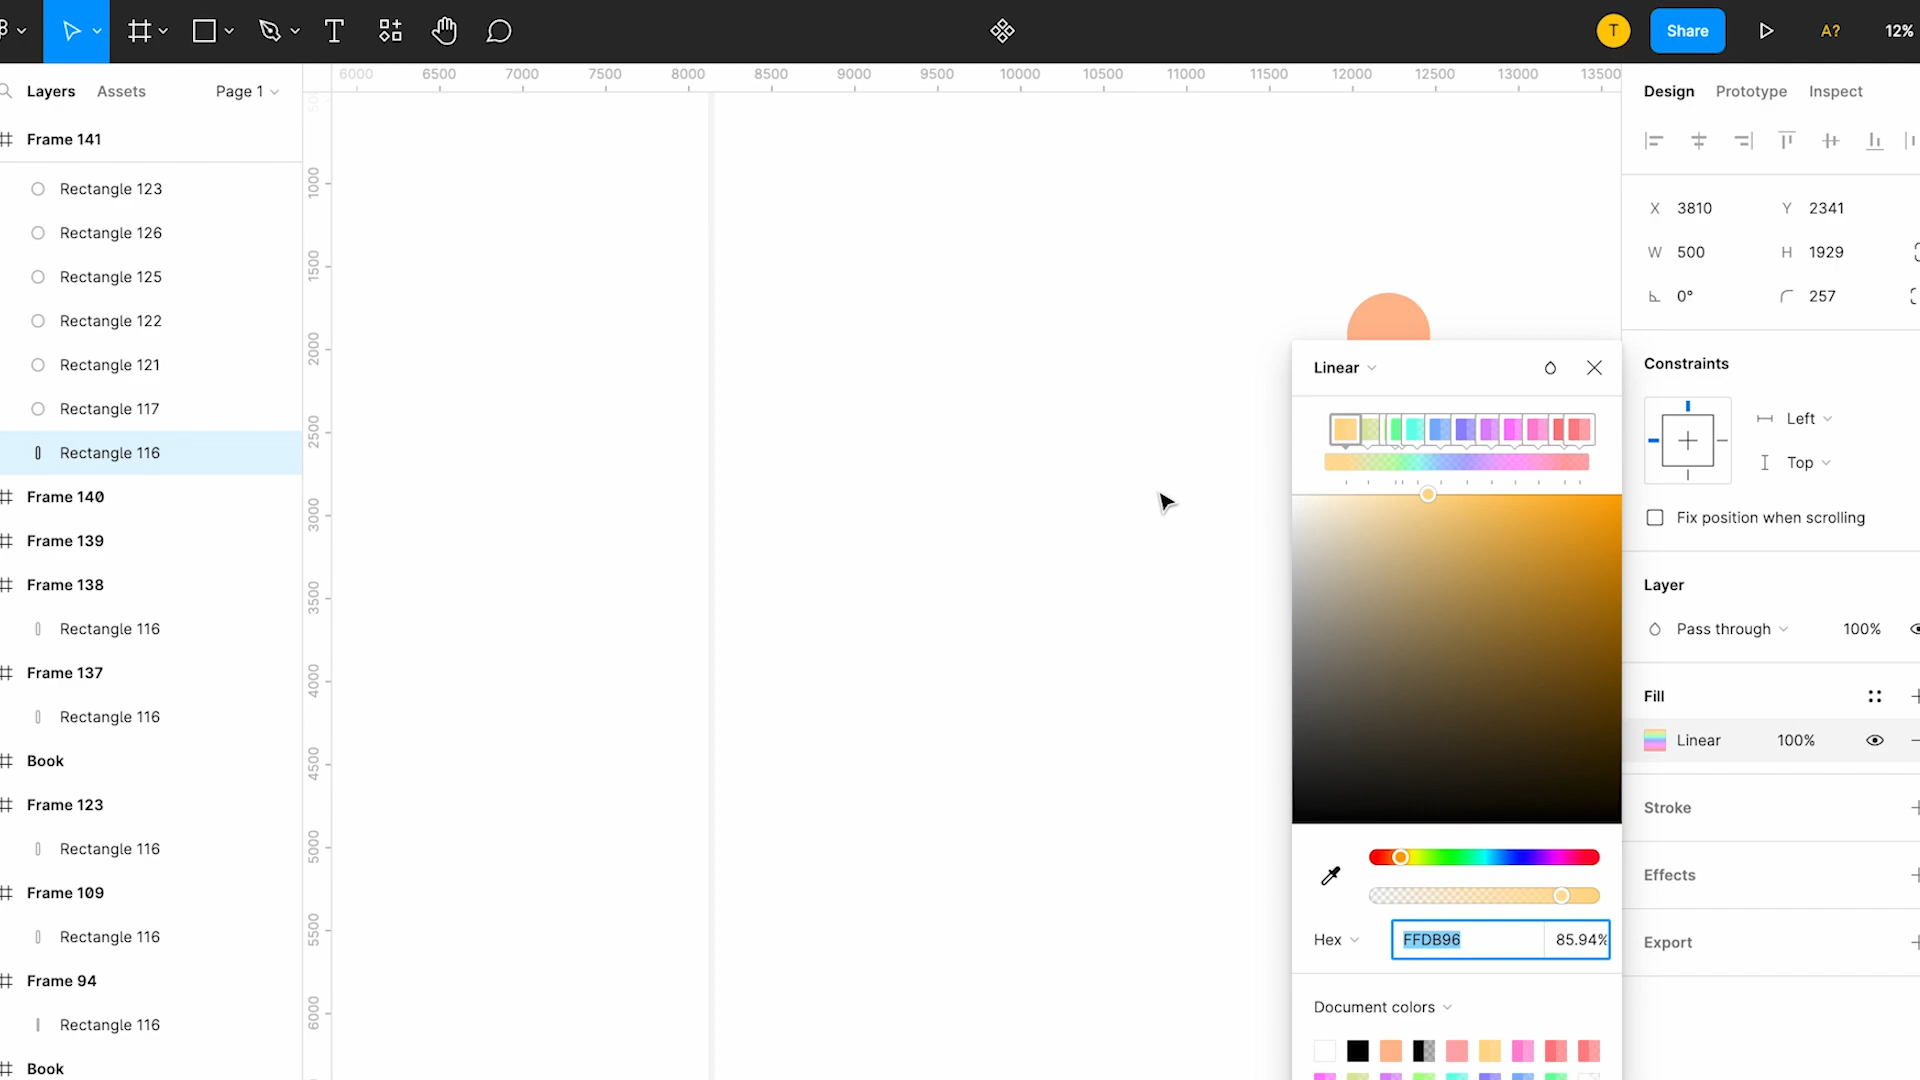 T
Share
A?
12%
Layers
Assets
Page 1
6000 6500 7000 7500 8000 8500 9000 9500 10000 10500 11000 11500 12000 12500 13000 13500
Design
Prototype
Inspect
Frame 141
Rectangle 123
Rectangle 126
Rectangle 125
Rectangle 122
Rectangle 121
Rectangle 117
Rectangle 116
Frame 140
Frame 139
Frame 138
Rectangle 116
Frame 137
Rectangle 116
Book
Frame 123
Rectangle 116
Frame 109
Rectangle 116
Frame 94
Rectangle 116
Book
1000
1500
2000
2500
3000
3500
4000
4500
5000
5500
6000
Linear
Hex
FFDB96
85.94%
Document colors
X 3810
Y 2341
W 500
H 1929
0°
257
Constraints
Left
Top
Fix position when scrolling
Layer
Pass through
100%
Fill
Linear
100%
Stroke
Effects
Export